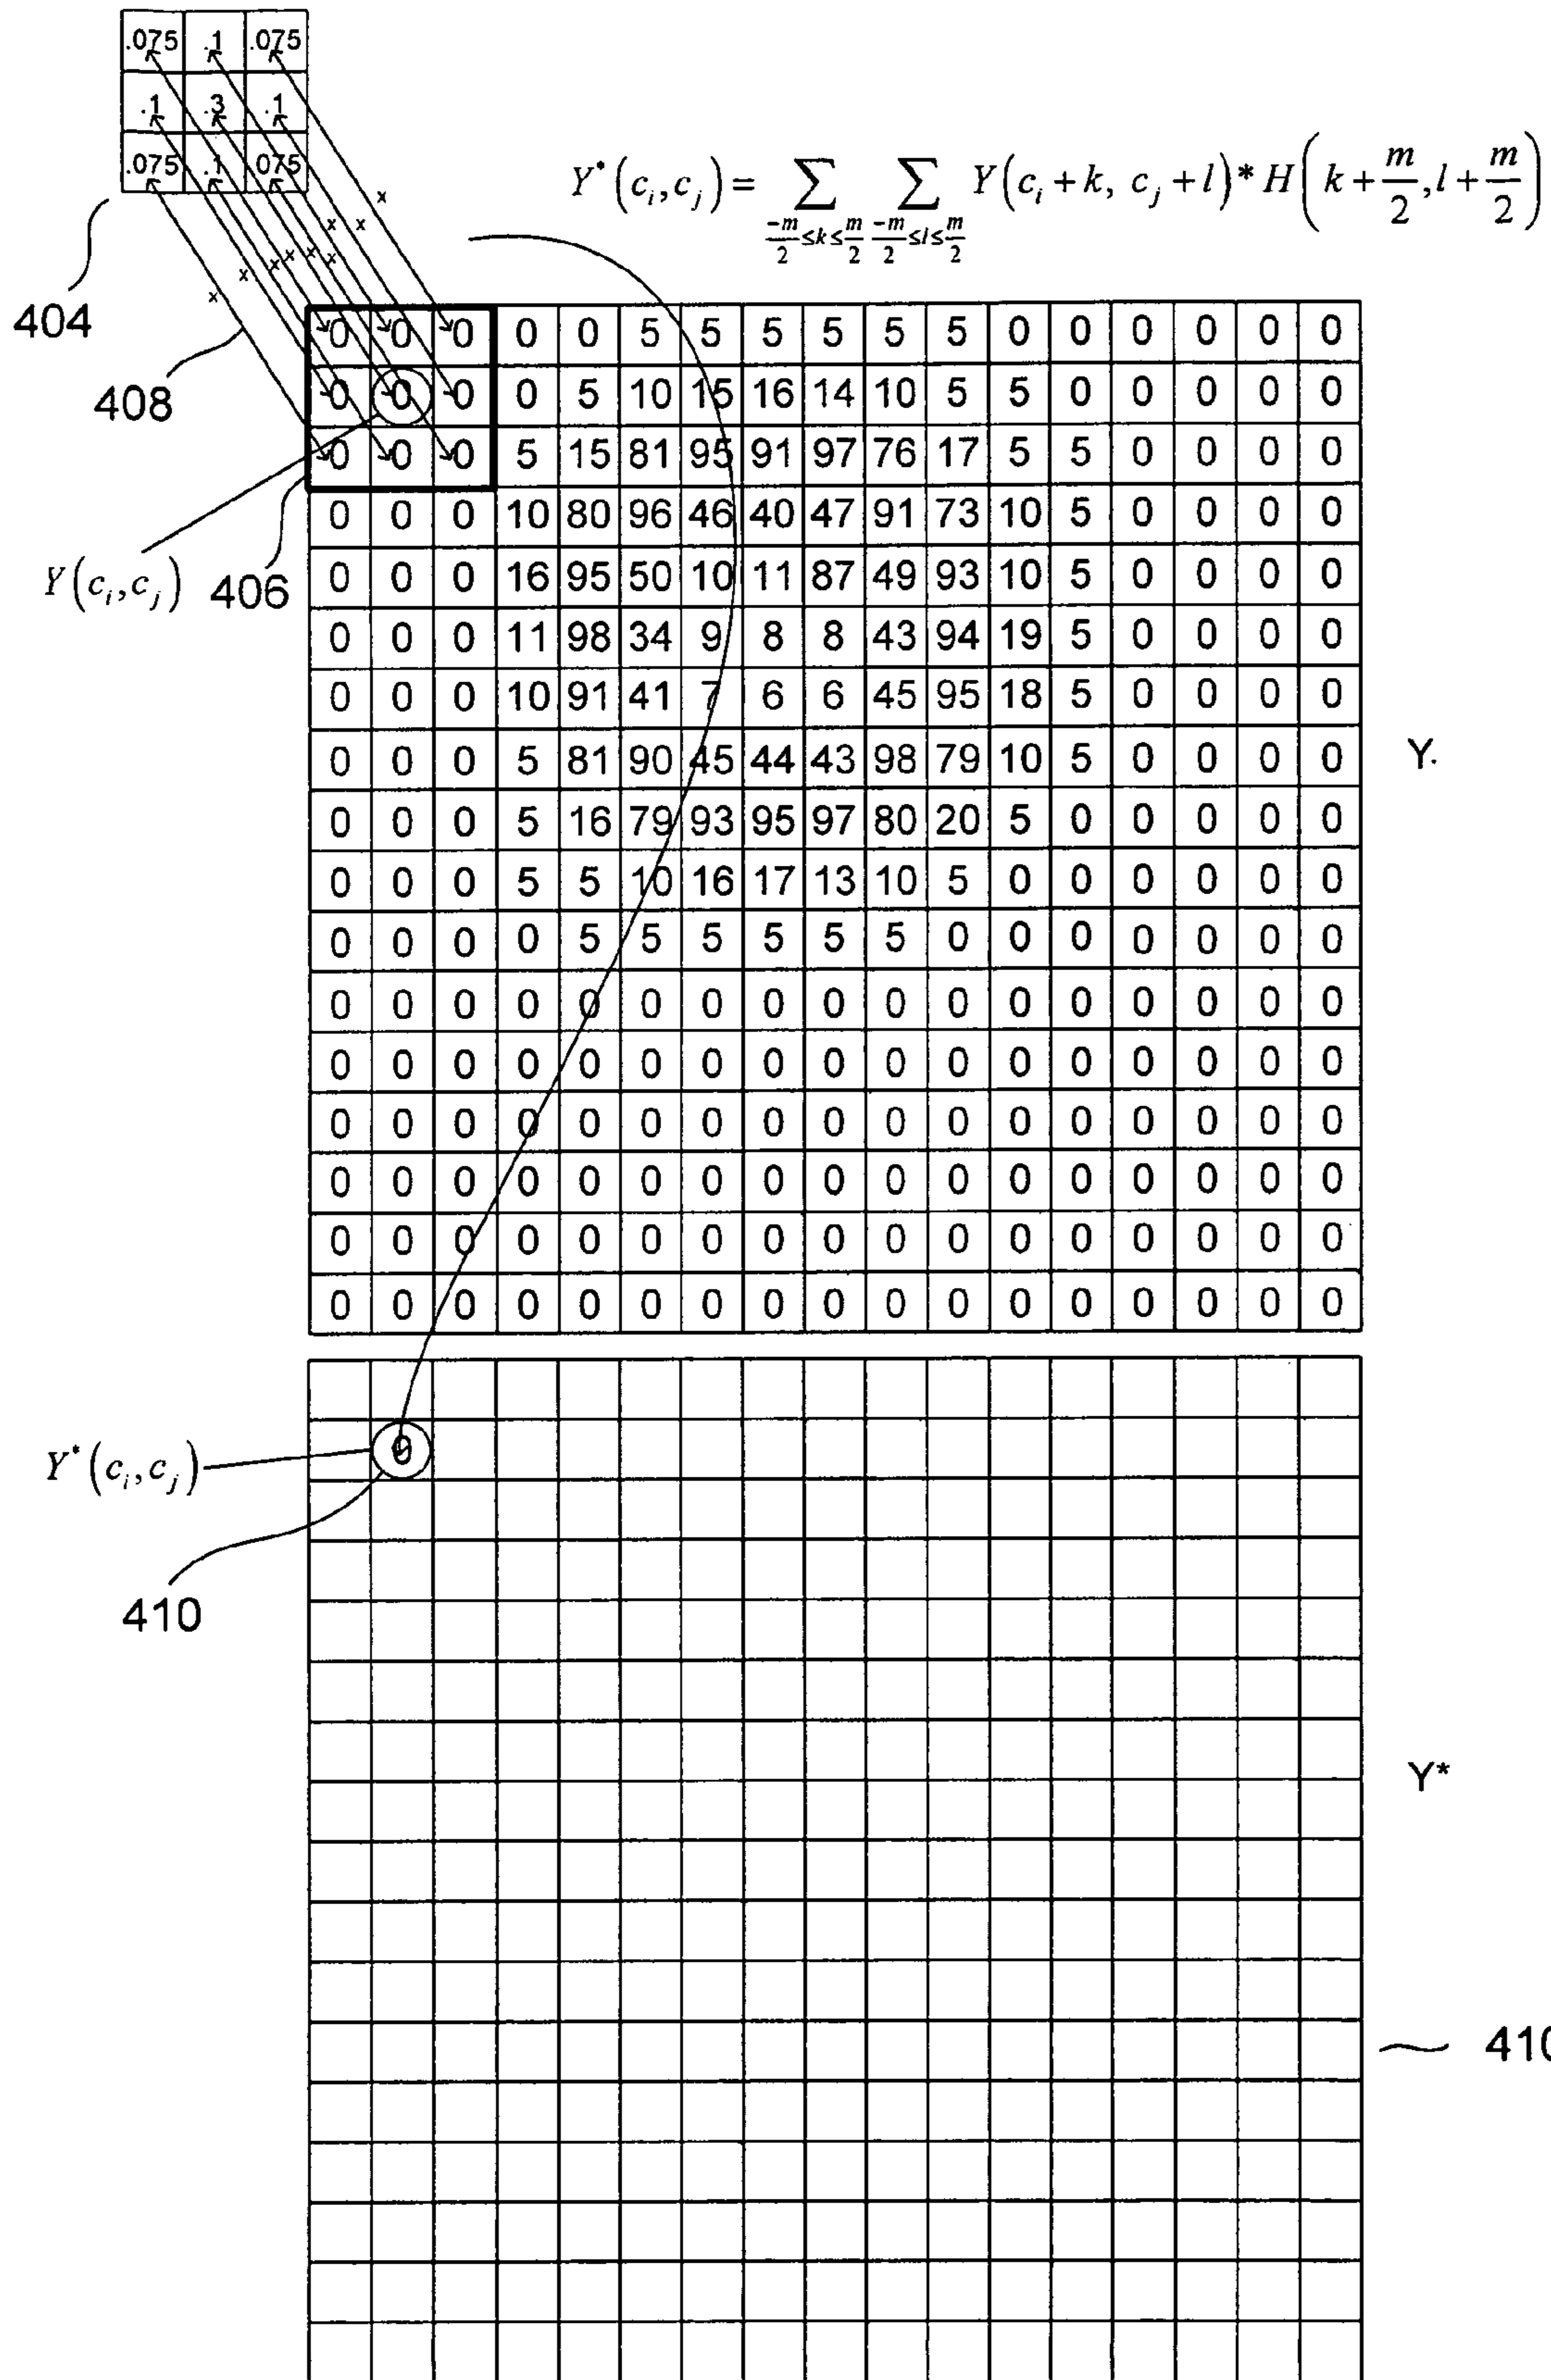 .075 .1 .075
.1 .3 .1
.075 .1 .075
Y*(c_i, c_j) = ∑_{-m/2 ≤ k ≤ m/2} ∑_{-m/2 ≤ l ≤ m/2} Y(c_i + k, c_j + l) * H(k + m/2, l + m/2)
x x x x x x x x x
404
408
Y(c_i, c_j)
406
0 0 0 0 0 5 5 5 5 5 5 0 0 0 0 0 0
0 0 0 0 5 10 15 16 14 10 5 5 0 0 0 0 0
0 0 0 5 15 81 95 91 97 76 17 5 5 0 0 0 0
0 0 0 10 80 96 46 40 47 91 73 10 5 0 0 0 0
0 0 0 16 95 50 10 11 87 49 93 10 5 0 0 0 0
0 0 0 11 98 34 9 8 8 43 94 19 5 0 0 0 0
0 0 0 10 91 41 7 6 6 45 95 18 5 0 0 0 0
0 0 0 5 81 90 45 44 43 98 79 10 5 0 0 0 0
0 0 0 5 16 79 93 95 97 80 20 5 0 0 0 0 0
0 0 0 5 5 10 16 17 13 10 5 0 0 0 0 0 0
0 0 0 0 5 5 5 5 5 5 0 0 0 0 0 0 0
0 0 0 0 0 0 0 0 0 0 0 0 0 0 0 0 0
0 0 0 0 0 0 0 0 0 0 0 0 0 0 0 0 0
0 0 0 0 0 0 0 0 0 0 0 0 0 0 0 0 0
0 0 0 0 0 0 0 0 0 0 0 0 0 0 0 0 0
0 0 0 0 0 0 0 0 0 0 0 0 0 0 0 0 0
0 0 0 0 0 0 0 0 0 0 0 0 0 0 0 0 0
Y.
Y*(c_i, c_j)
0
410
Y*
410